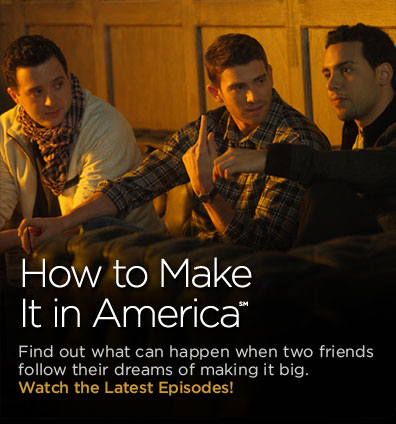 How to Make
It in America℠
Find out what can happen when two friends
follow their dreams of making it big.
Watch the Latest Episodes!